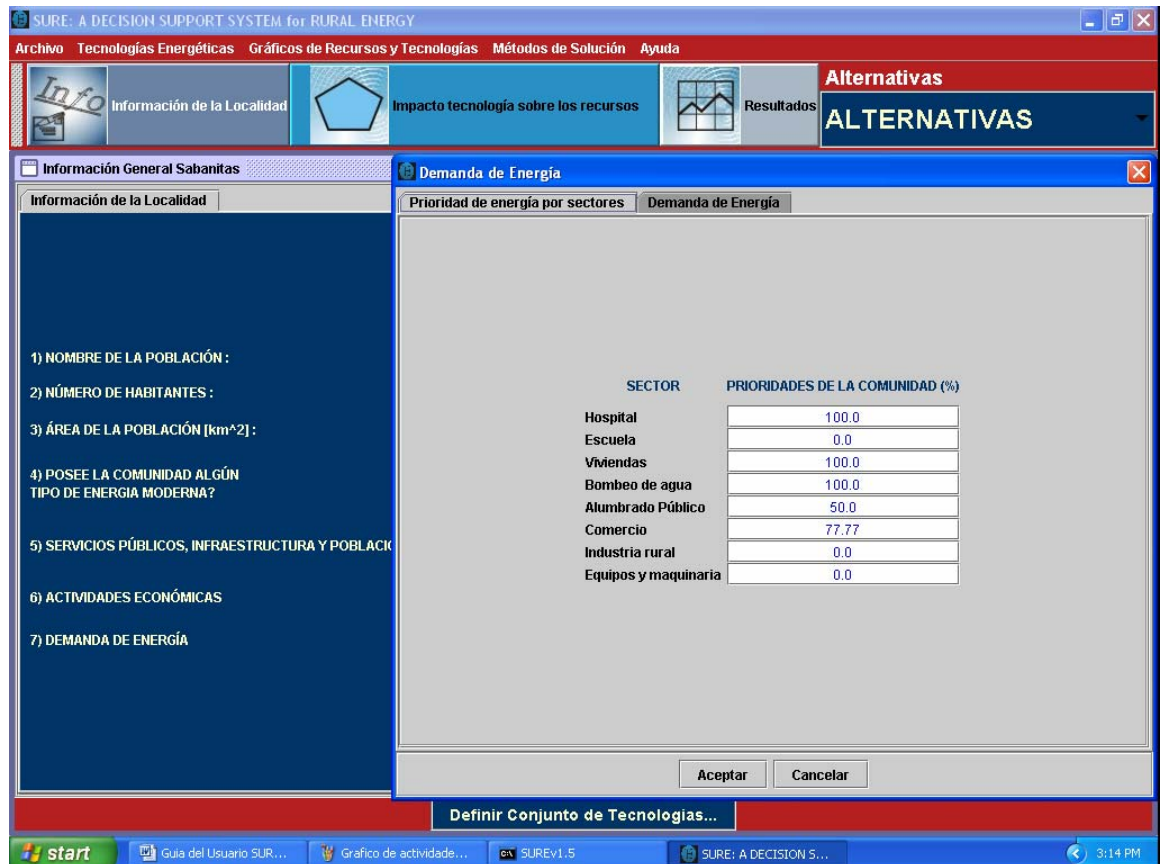 SURE: A DECISION SUPPORT SYSTEM for RURAL ENERGY
Archivo Tecnologías Energéticas Gráficos de Recursos y Tecnologías Métodos de Solución Ayuda
Info
Información de la Localidad
Impacto tecnología sobre los recursos
Resultados
Alternativas
ALTERNATIVAS
Información General Sabanitas
Información de la Localidad
1) NOMBRE DE LA POBLACIÓN :
2) NÚMERO DE HABITANTES :
3) ÁREA DE LA POBLACIÓN [km^2] :
4) POSEE LA COMUNIDAD ALGÚN
TIPO DE ENERGIA MODERNA?
5) SERVICIOS PÚBLICOS, INFRAESTRUCTURA Y POBLACIO
6) ACTIVIDADES ECONÓMICAS
7) DEMANDA DE ENERGÍA
Demanda de Energía
Prioridad de energía por sectores Demanda de Energía
SECTOR PRIORIDADES DE LA COMUNIDAD (%)
Hospital 100.0
Escuela 0.0
Viviendas 100.0
Bombeo de agua 100.0
Alumbrado Público 50.0
Comercio 77.77
Industria rural 0.0
Equipos y maquinaria 0.0
Aceptar Cancelar
Definir Conjunto de Tecnologias...
start Guia del Usuario SUR... Grafico de actividade... SUREv1.5 SURE: A DECISION S... 3:14 PM